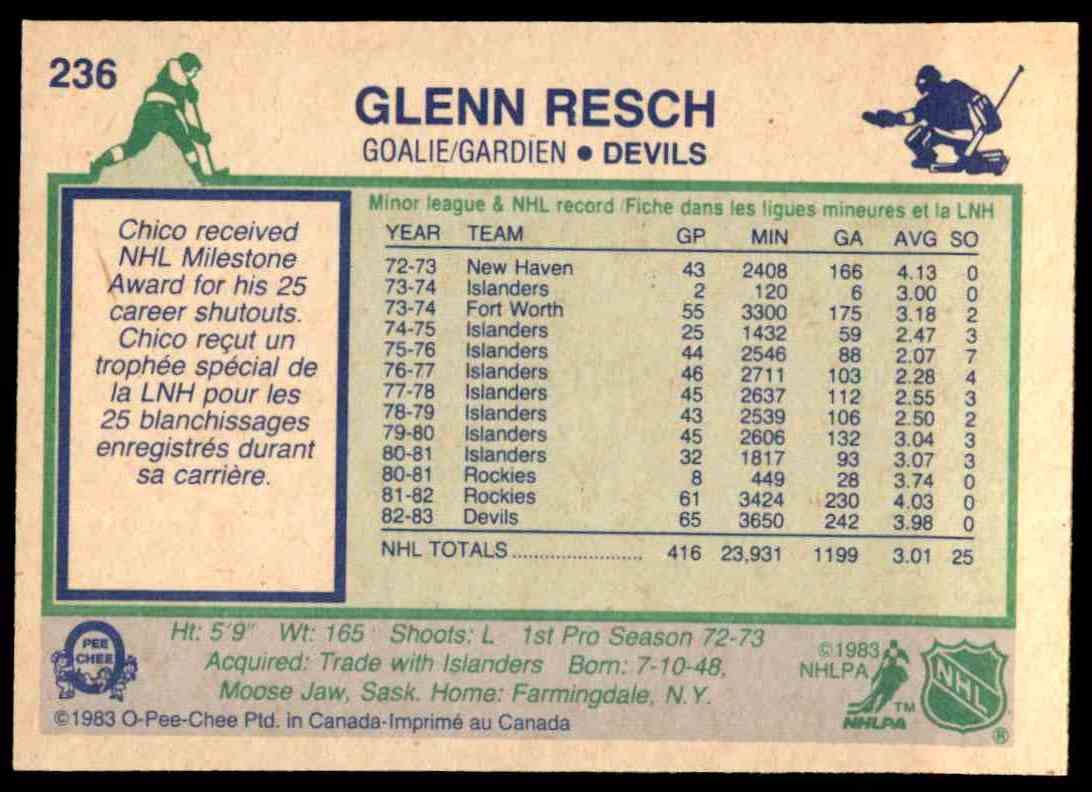 236
GLENN RESCH
GOALIE/GARDIEN • DEVILS
Chico received
NHL Milestone
Award for his 25
career shutouts.
Chico reçut un
trophée spécial de
la LNH pour les
25 blanchissages
enregistrés durant
sa carrière.
Minor league & NHL record/Fiche dans les ligues mineures et la LNH
YEAR TEAM GP MIN GA AVG SO
72-73 New Haven 43 2408 166 4.13 0
73-74 Islanders 2 120 6 3.00 0
73-74 Fort Worth 55 3300 175 3.18 2
74-75 Islanders 25 1432 59 2.47 3
75-76 Islanders 44 2546 88 2.07 7
76-77 Islanders 46 2711 103 2.28 4
77-78 Islanders 45 2637 112 2.55 3
78-79 Islanders 43 2539 106 2.50 2
79-80 Islanders 45 2606 132 3.04 3
80-81 Islanders 32 1817 93 3.07 3
80-81 Rockies 8 449 28 3.74 0
81-82 Rockies 61 3424 230 4.03 0
82-83 Devils 65 3650 242 3.98 0
NHL TOTALS...................... 416 23,931 1199 3.01 25
PEE
CHEE
Ht: 5'9" Wt: 165 Shoots: L 1st Pro Season 72-73
Acquired: Trade with Islanders Born: 7-10-48,
Moose Jaw, Sask. Home: Farmingdale, N.Y.
©1983 O-Pee-Chee Ptd. in Canada-Imprimé au Canada
©1983
NHLPA
TM
NHLPA
NHL
®